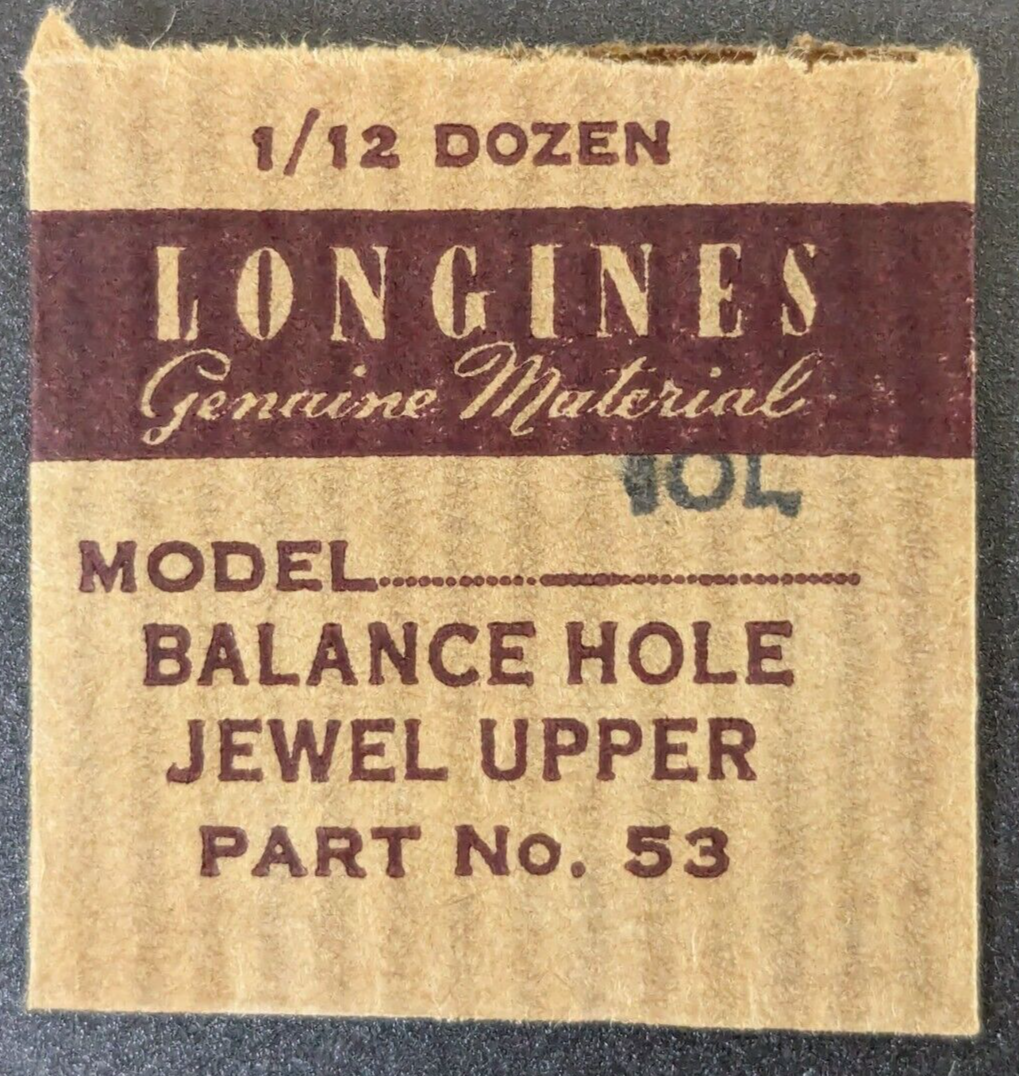 1/12 DOZEN
LONGINES
Genuine Material
10L
MODEL
BALANCE HOLE
JEWEL UPPER
PART No. 53